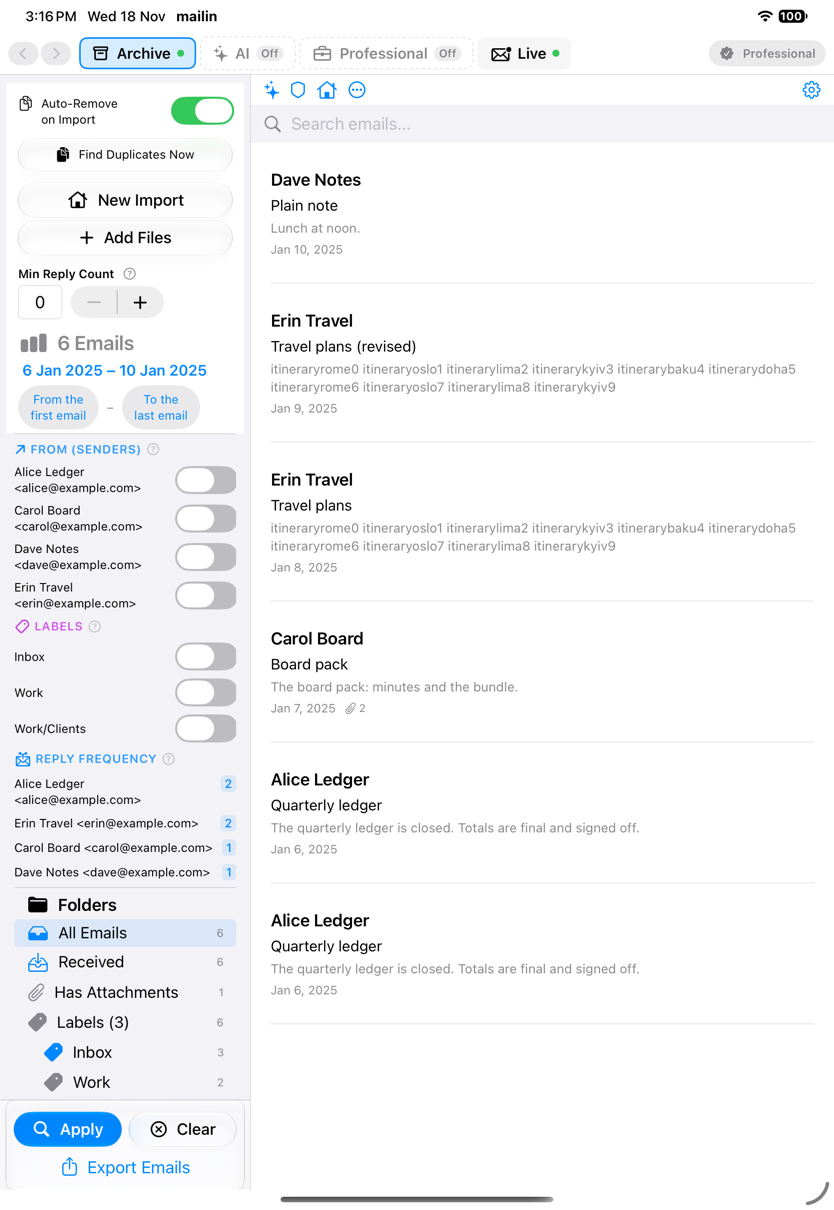 3:16 PM Wed 18 Nov mailin 100
Archive AI Off Professional Off Live Professional
Auto-Remove
on Import
Find Duplicates Now
New Import
Add Files
Min Reply Count ?
0
6 Emails
6 Jan 2025 – 10 Jan 2025
From the
first email
–
To the
last email
FROM (SENDERS) ?
Alice Ledger
<alice@example.com>
Carol Board
<carol@example.com>
Dave Notes
<dave@example.com>
Erin Travel
<erin@example.com>
LABELS ?
Inbox
Work
Work/Clients
REPLY FREQUENCY ?
Alice Ledger
<alice@example.com> 2
Erin Travel <erin@example.com> 2
Carol Board <carol@example.com> 1
Dave Notes <dave@example.com> 1
Folders
All Emails 6
Received 6
Has Attachments 1
Labels (3) 6
Inbox 3
Work 2
Apply
Clear
Export Emails
Search emails...
Dave Notes
Plain note
Lunch at noon.
Jan 10, 2025
Erin Travel
Travel plans (revised)
itineraryrome0 itineraryoslo1 itinerarylima2 itinerarykyiv3 itinerarybaku4 itinerarydoha5
itineraryrome6 itineraryoslo7 itinerarylima8 itinerarykyiv9
Jan 9, 2025
Erin Travel
Travel plans
itineraryrome0 itineraryoslo1 itinerarylima2 itinerarykyiv3 itinerarybaku4 itinerarydoha5
itineraryrome6 itineraryoslo7 itinerarylima8 itinerarykyiv9
Jan 8, 2025
Carol Board
Board pack
The board pack: minutes and the bundle.
Jan 7, 2025 2
Alice Ledger
Quarterly ledger
The quarterly ledger is closed. Totals are final and signed off.
Jan 6, 2025
Alice Ledger
Quarterly ledger
The quarterly ledger is closed. Totals are final and signed off.
Jan 6, 2025